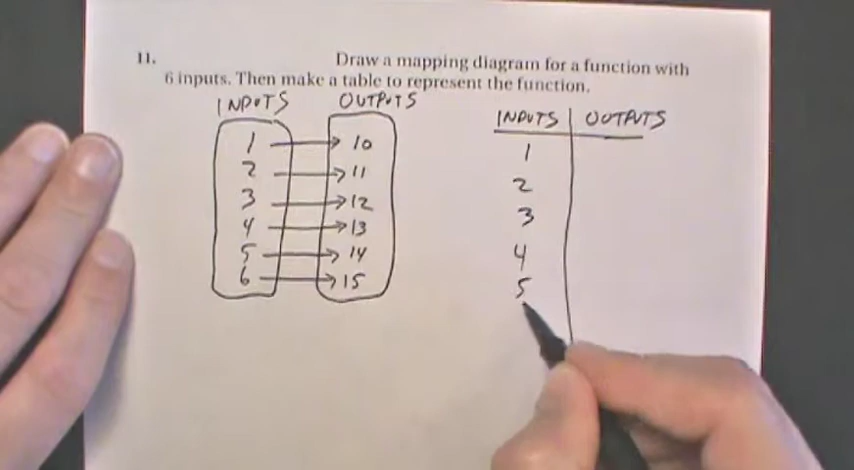 11. Draw a mapping diagram for a function with
6 inputs. Then make a table to represent the function.
INPUTS OUTPUTS
1 10
2 11
3 12
4 13
5 14
6 15
INPUTS OUTPUTS
1
2
3
4
5